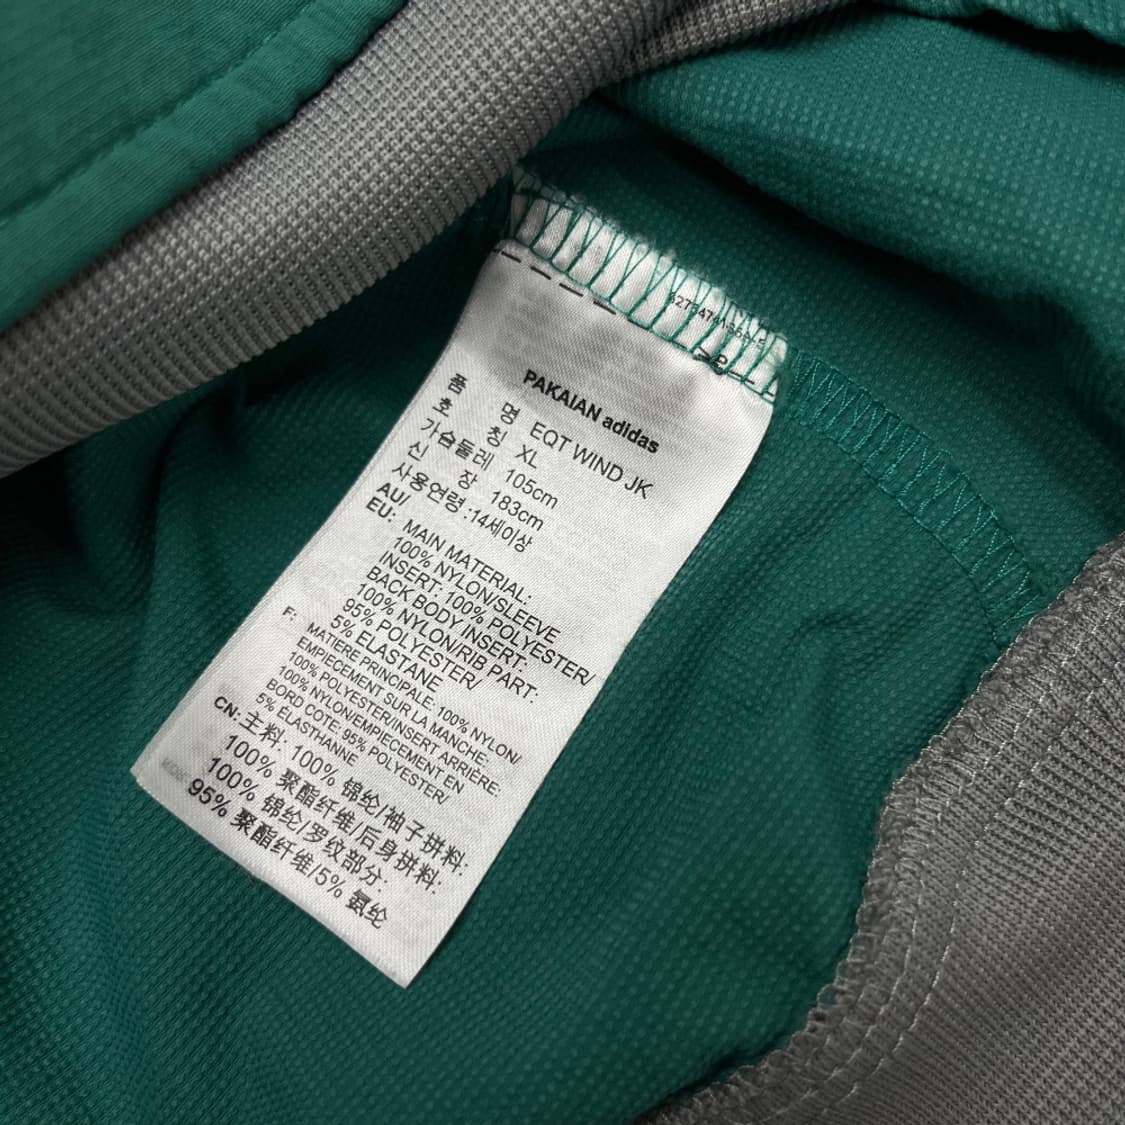 PAKAIAN adidas
품 명 EQT WIND JK
호 칭 XL
가슴둘레 105cm
신 장 183cm
사용연령:14세이상
AU/
EU: MAIN MATERIAL:
100% NYLON/SLEEVE
INSERT: 100% POLYESTER/
BACK BODY INSERT:
100% NYLON/RIB PART:
95% POLYESTER/
5% ELASTANE
F: MATIÈRE PRINCIPALE: 100% NYLON/
EMPIECEMENT SUR LA MANCHE:
100% POLYESTER/INSERT ARRIÈRE:
100% NYLON/EMPIECEMENT EN
BORD COTE: 95% POLYESTER/
5% ÉLASTHANNE
CN: 主料: 100% 锦纶/袖子拼料:
100% 聚酯纤维/后身拼料:
100% 锦纶/罗纹部分:
95% 聚酯纤维/5% 氨纶